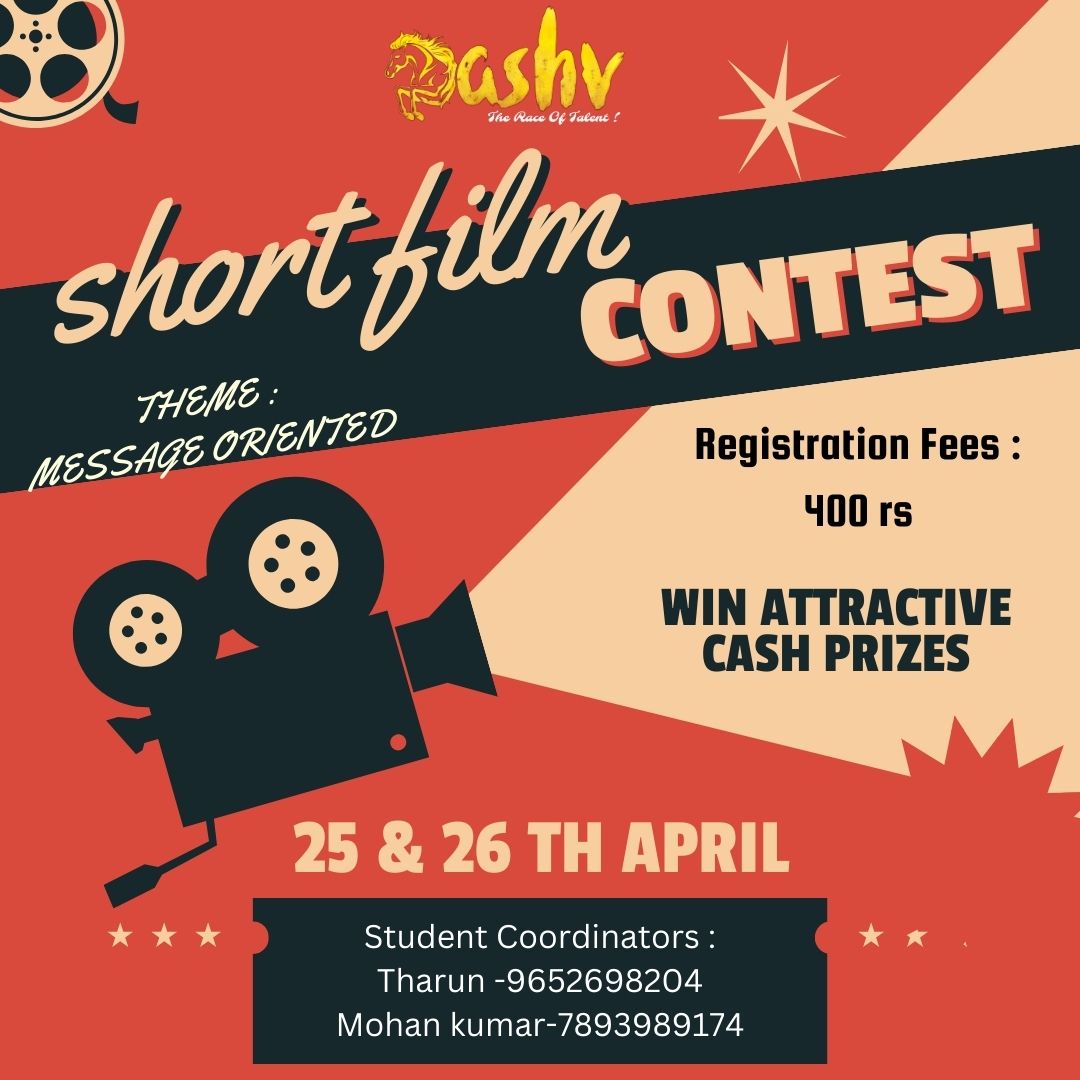 ashv
The Race Of Talent !
short film
CONTEST
THEME :
MESSAGE ORIENTED
Registration Fees :
400 rs
WIN ATTRACTIVE
CASH PRIZES
25 & 26 TH APRIL
Student Coordinators :
Tharun -9652698204
Mohan kumar-7893989174